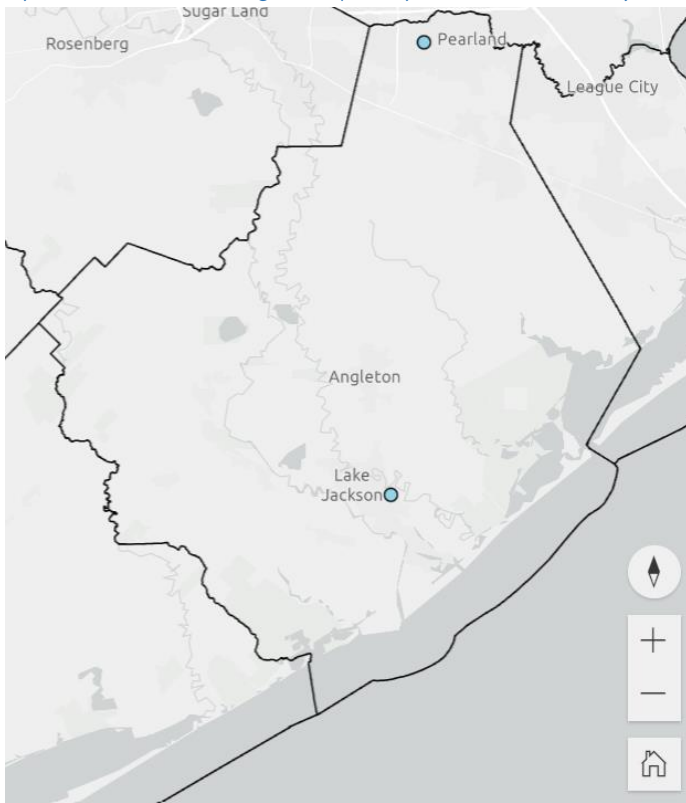 Sugar Land
Rosenberg
Pearland
League City
Angleton
Lake
Jackson